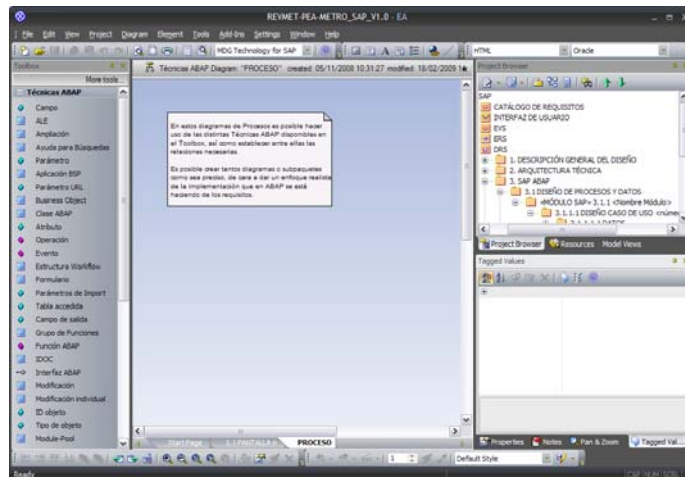 REVMET-PEA-METRO_SAP_V1.0 - EA
File Edit View Project Diagram Element Tools Add-Ins Settings Window Help
MDG Technology for SAP
HTML
Oracle
Toolbox
More tools...
Técnicas ABAP
Campo
ALE
Ampliación
Ayuda para Búsquedas
Parámetro
Aplicación BSP
Parámetro URL
Business Object
Clase ABAP
Atributo
Operación
Evento
Estructura Workflow
Formulario
Parámetros de Import
Tabla accedida
Campo de salida
Grupo de Funciones
Función ABAP
IDOC
Interfaz ABAP
Modificación
Modificación individual
ID objeto
Tipo de objeto
Module-Pool
Técnicas ABAP Diagram: "PROCESO" created: 05/11/2008 10:31:27 modified: 18/02/2009
En estos diagramas de Procesos es posible hacer
uso de las distintas Técnicas ABAP disponibles en
el Toolbox, así como establecer entre ellas las
relaciones necesarias.
Es posible crear tantos diagramas o subpaquetes
como sea preciso, de cara a dar un enfoque realista
de la implementación que en ABAP se está
haciendo de los requisitos.
Start Page
PROCESO
Project Browser
SAP
CATÁLOGO DE REQUISITOS
INTERFAZ DE USUARIO
EVS
ERS
DRS
1. DESCRIPCIÓN GENERAL DEL DISEÑO
2. ARQUITECTURA TÉCNICA
3. SAP ABAP
3.1 DISEÑO DE PROCESOS Y DATOS
«MÓDULO SAP» 3.1.1 <Nombre Módulo>
3.1.1.1 DISEÑO CASO DE USO
Project Browser Resources Model Views
Tagged Values
Properties Notes Pan & Zoom Tagged Val...
Default Style
Ready
CAP NUM SCRL